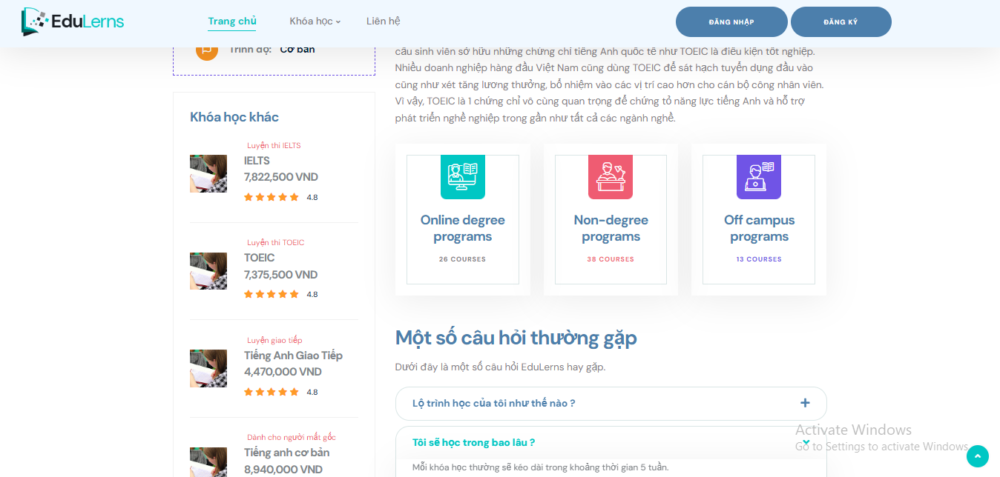 EduLerns
Trang chủ
Khóa học
Liên hệ
ĐĂNG NHẬP
ĐĂNG KÝ
Trình độ: Cơ bản
Khóa học khác
Luyện thi IELTS
IELTS
7,822,500 VND
4.8
Luyện thi TOEIC
TOEIC
7,375,500 VND
4.8
Luyện giao tiếp
Tiếng Anh Giao Tiếp
4,470,000 VND
4.8
Dành cho người mất gốc
Tiếng anh cơ bản
8,940,000 VND
cầu sinh viên sở hữu những chứng chỉ tiếng Anh quốc tế như TOEIC là điều kiện tốt nghiệp.
Nhiều doanh nghiệp hàng đầu Việt Nam cũng dùng TOEIC để sát hạch tuyển dụng đầu vào
cũng như xét tăng lương thưởng, bổ nhiệm vào các vị trí cao hơn cho cán bộ công nhân viên.
Vì vậy, TOEIC là 1 chứng chỉ vô cùng quan trọng để chứng tỏ năng lực tiếng Anh và hỗ trợ
phát triển nghề nghiệp trong gần như tất cả các ngành nghề.
Online degree
programs
26 COURSES
Non-degree
programs
38 COURSES
Off campus
programs
13 COURSES
Một số câu hỏi thường gặp
Dưới đây là một số câu hỏi EduLerns hay gặp.
Lộ trình học của tôi như thế nào ?
Tôi sẽ học trong bao lâu ?
Mỗi khóa học thường sẽ kéo dài trong khoảng thời gian 5 tuần.
Activate Windows
Go to Settings to activate Windows.